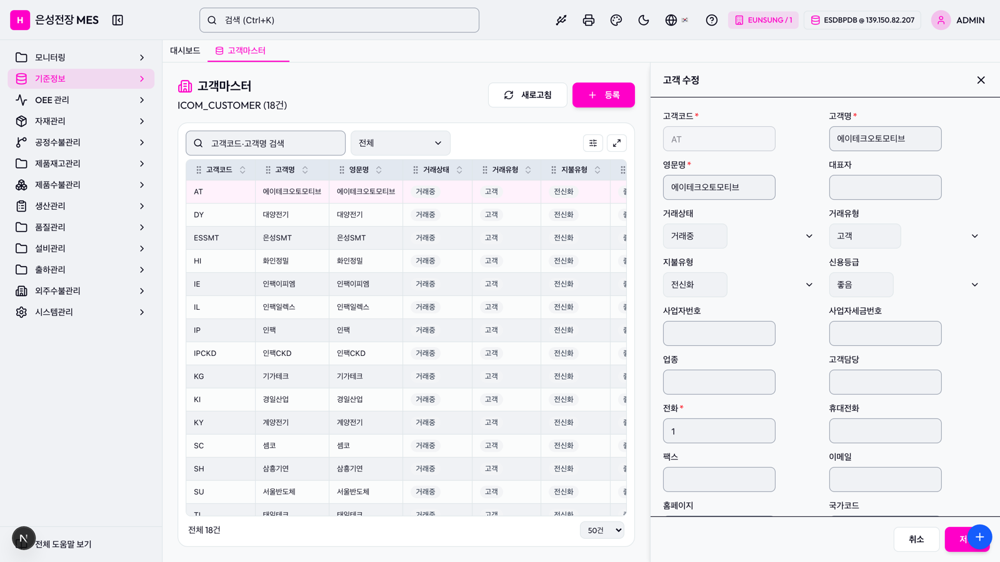 H 은성전장 MES
검색 (Ctrl+K)
EUNSUNG / 1
ESDBPDB @ 139.150.82.207
ADMIN
모니터링
기준정보
OEE 관리
자재관리
공정수불관리
제품재고관리
제품수불관리
생산관리
품질관리
설비관리
출하관리
외주수불관리
시스템관리
N
전체 도움말 보기
대시보드
고객마스터
고객마스터
ICOM_CUSTOMER (18건)
새로고침
등록
고객코드·고객명 검색
전체
고객코드 고객명 영문명 거래상태 거래유형 지불유형
AT 에이테크오토모티브 에이테크오토모티브 거래중 고객 전신화
DY 대양전기 대양전기 거래중 고객 전신화
ESSMT 은성SMT 은성SMT 거래중 고객 전신화
HI 화인정밀 화인정밀 거래중 고객 전신화
IE 인팩이피엠 인팩이피엠 거래중 고객 전신화
IL 인팩일렉스 인팩일렉스 거래중 고객 전신화
IP 인팩 인팩 거래중 고객 전신화
IPCKD 인팩CKD 인팩CKD 거래중 고객 전신화
KG 기가테크 기가테크 거래중 고객 전신화
KI 경일산업 경일산업 거래중 고객 전신화
KY 계양전기 계양전기 거래중 고객 전신화
SC 셈코 셈코 거래중 고객 전신화
SH 삼흥기연 삼흥기연 거래중 고객 전신화
SU 서울반도체 서울반도체 거래중 고객 전신화
태일테크 태일테크 거래중 고객 전신화
전체 18건
50건
고객 수정
고객코드 *
고객명 *
AT
에이테크오토모티브
영문명 *
대표자
에이테크오토모티브
거래상태
거래유형
거래중
고객
지불유형
신용등급
전신화
좋음
사업자번호
사업자세금번호
업종
고객담당
전화 *
휴대전화
1
팩스
이메일
홈페이지
국가코드
취소
저